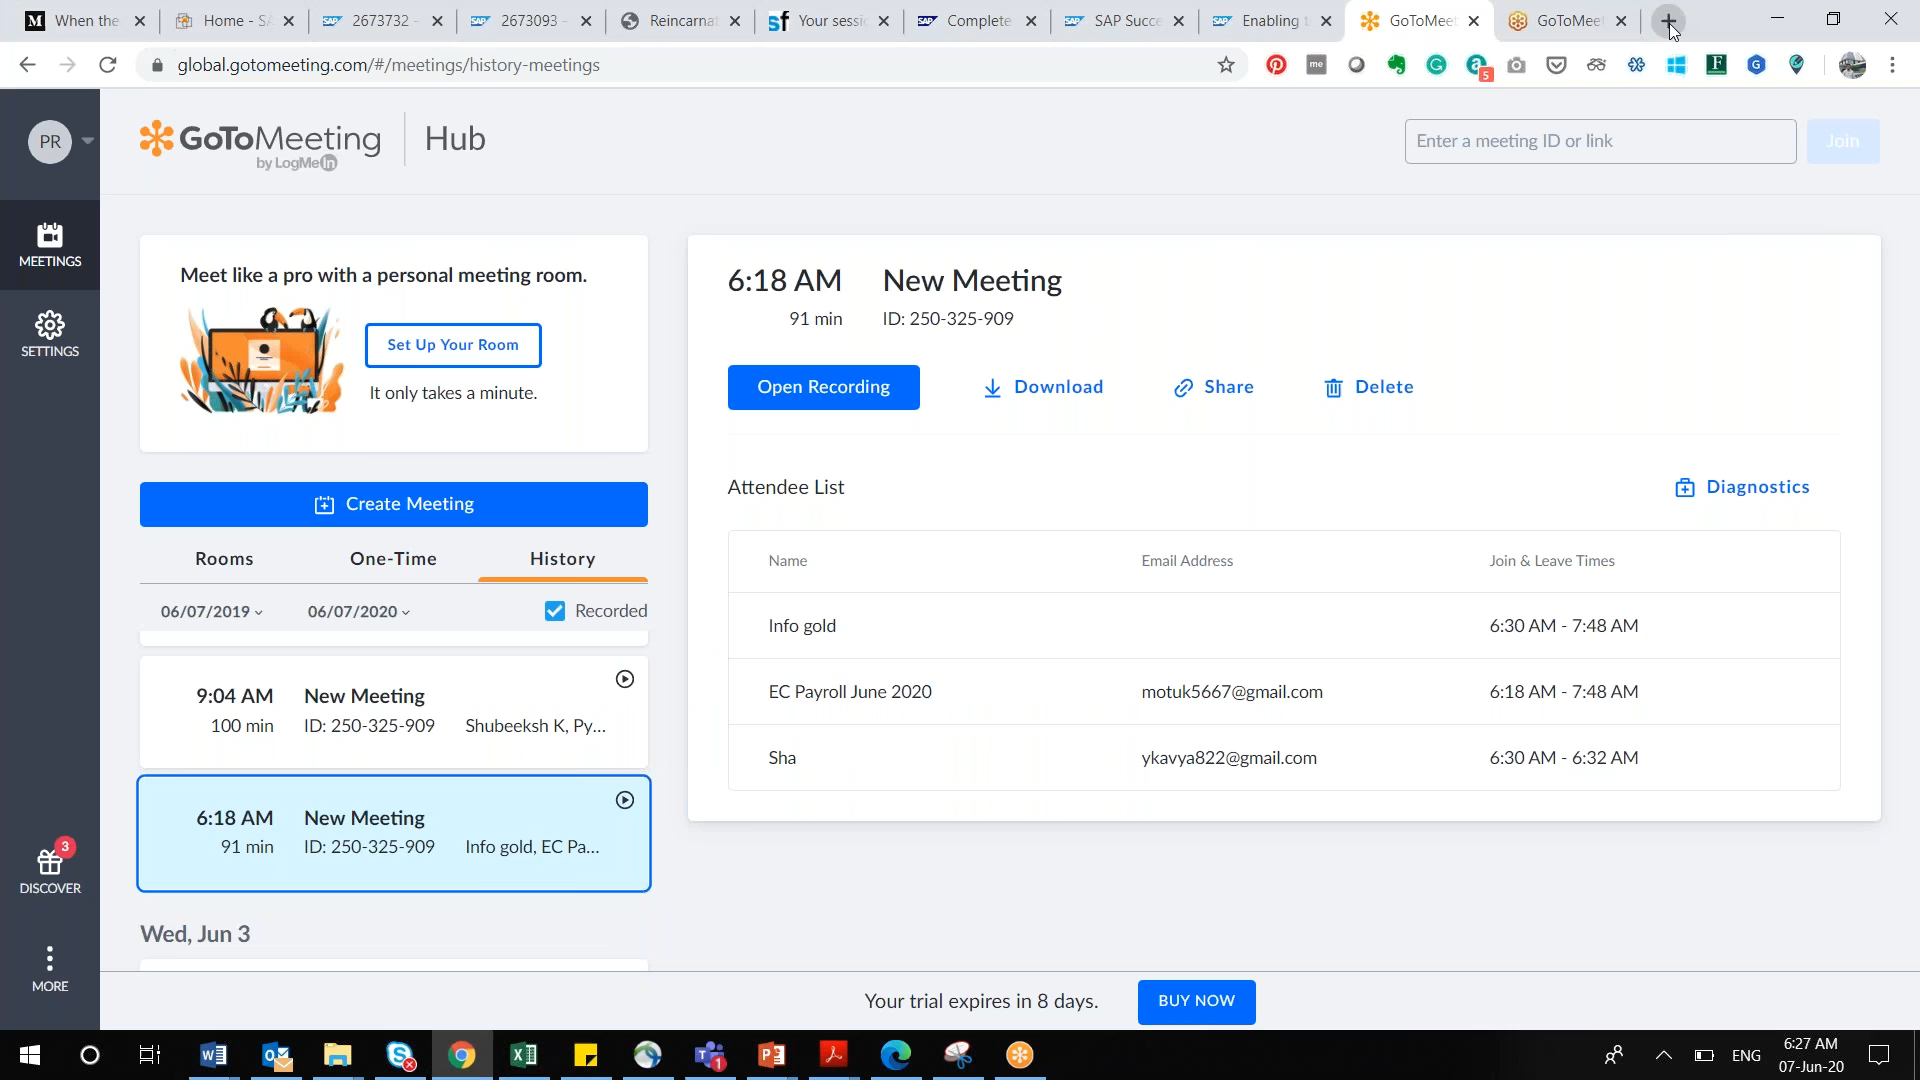 When the
Home - SA
2673732 -
2673093 -
Reincarnat
Your sessio
Complete
SAP Succe
Enabling t
GoToMeet
GoToMeet
global.gotomeeting.com/#/meetings/history-meetings
PR
GoToMeeting
by LogMeIn
Hub
Enter a meeting ID or link
Join
MEETINGS
SETTINGS
DISCOVER
3
MORE
Meet like a pro with a personal meeting room.
Set Up Your Room
It only takes a minute.
Create Meeting
Rooms
One-Time
History
06/07/2019
06/07/2020
Recorded
9:04 AM New Meeting
100 min ID: 250-325-909 Shubeeksh K, Py...
6:18 AM New Meeting
91 min ID: 250-325-909 Info gold, EC Pa...
Wed, Jun 3
6:18 AM New Meeting
91 min ID: 250-325-909
Open Recording
Download
Share
Delete
Attendee List
Diagnostics
Name Email Address Join & Leave Times
Info gold 6:30 AM - 7:48 AM
EC Payroll June 2020 motuk5667@gmail.com 6:18 AM - 7:48 AM
Sha ykavya822@gmail.com 6:30 AM - 6:32 AM
Your trial expires in 8 days.
BUY NOW
ENG
6:27 AM
07-Jun-20